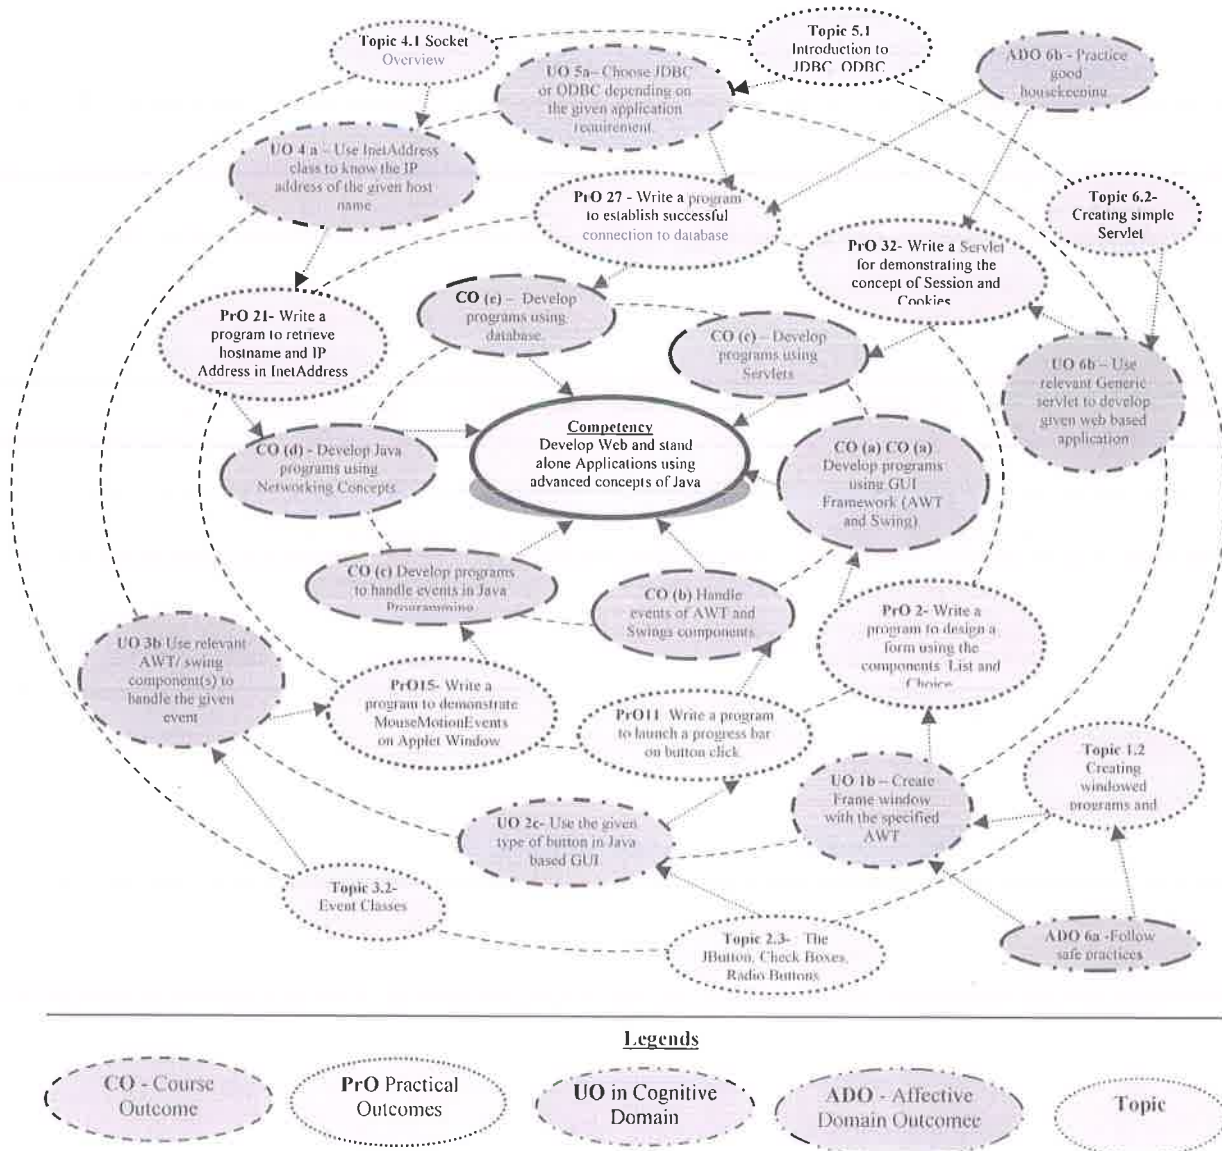 Topic 4.1 Socket
Overview
Topic 5.1
Introduction to
JDBC, ODBC
ADO 6b - Practice
good
housekeeping.
UO 5a– Choose JDBC
or ODBC depending on
the given application
requirement.
UO 4 a – Use InetAddress
class to know the IP
address of the given host
name
PrO 27 - Write a program
to establish successful
connection to database
Topic 6.2-
Creating simple
Servlet
PrO 32- Write a Servlet
for demonstrating the
concept of Session and
Cookies
PrO 21- Write a
program to retrieve
hostname and IP
Address in InetAddress
CO (e) – Develop
programs using
database.
CO (c) – Develop
programs using
Servlets
UO 6b – Use
relevant Generic
servlet to develop
given web based
application
Competency
Develop Web and stand
alone Applications using
advanced concepts of Java
CO (d) - Develop Java
programs using
Networking Concepts
CO (a) CO (a)
Develop programs
using GUI
Framework (AWT
and Swing)
CO (c) Develop programs
to handle events in Java
Programming
CO (b) Handle
events of AWT and
Swings components
PrO 2- Write a
program to design a
form using the
components List and
Choice
UO 3b Use relevant
AWT/ swing
component(s) to
handle the given
event
PrO15- Write a
program to demonstrate
MouseMotionEvents
on Applet Window
PrO11 Write a program
to launch a progress bar
on button click
Topic 1.2
Creating
windowed
programs and
UO 1b – Create
Frame window
with the specified
AWT
UO 2c- Use the given
type of button in Java
based GUI
Topic 3.2-
Event Classes
Topic 2.3- The
JButton, Check Boxes,
Radio Buttons
ADO 6a -Follow
safe practices
Legends
CO - Course
Outcome
PrO Practical
Outcomes
UO in Cognitive
Domain
ADO - Affective
Domain Outcomee
Topic